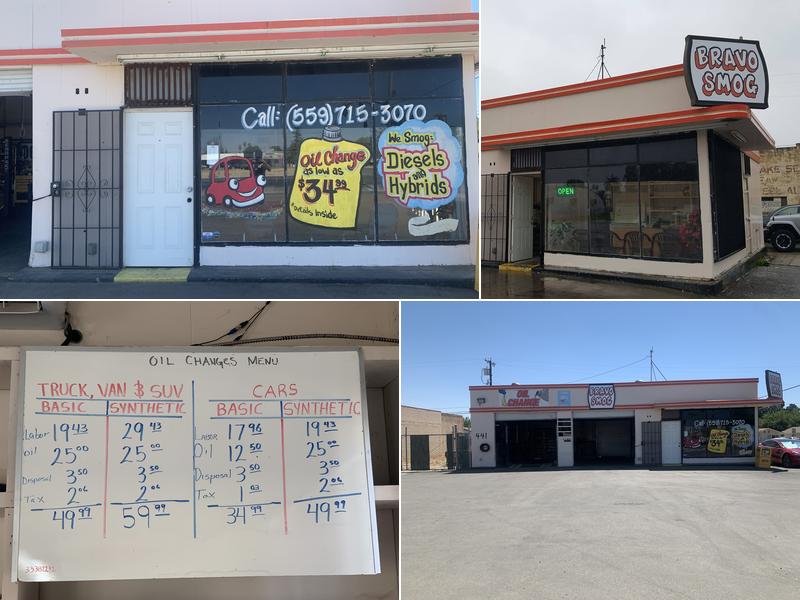 Call: (559)715-3070
Oil Change
as low as
$34.99
*Details Inside
We Smog:
Diesels
and
Hybrids
BRAVO
SMOG
OPEN
OIL CHANGES MENU
TRUCK, VAN $ SUV CARS
BASIC SYNTHETIC BASIC SYNTHETIC
Labor 19 43 29 43 LABOR 17 96 19 43
Oil 25 00 25 00 Oil 12 50 25 00
Disposal 3 50 3 50 Disposal 3 50 3 50
Tax 2 06 2 06 Tax 1 03 2 06
49 99 59 99 34 99 49 99
OIL
CHANGE
BRAVO
SMOG
441
Call (559)715-3070